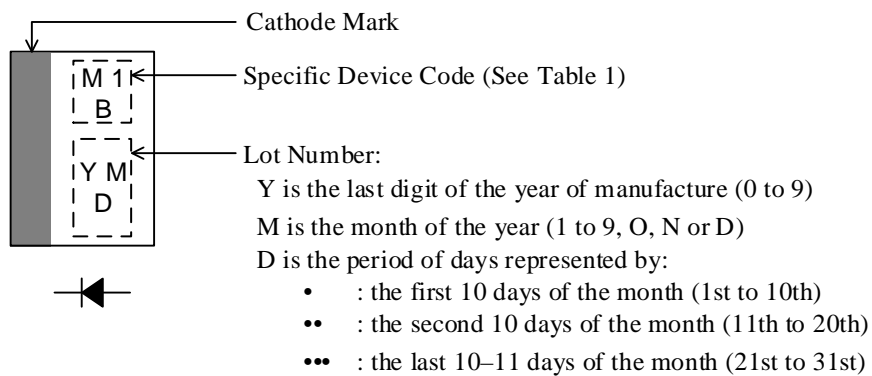 Cathode Mark
M 1
B
Specific Device Code (See Table 1)
Y M
D
Lot Number:
Y is the last digit of the year of manufacture (0 to 9)
M is the month of the year (1 to 9, O, N or D)
D is the period of days represented by:
• : the first 10 days of the month (1st to 10th)
•• : the second 10 days of the month (11th to 20th)
••• : the last 10–11 days of the month (21st to 31st)